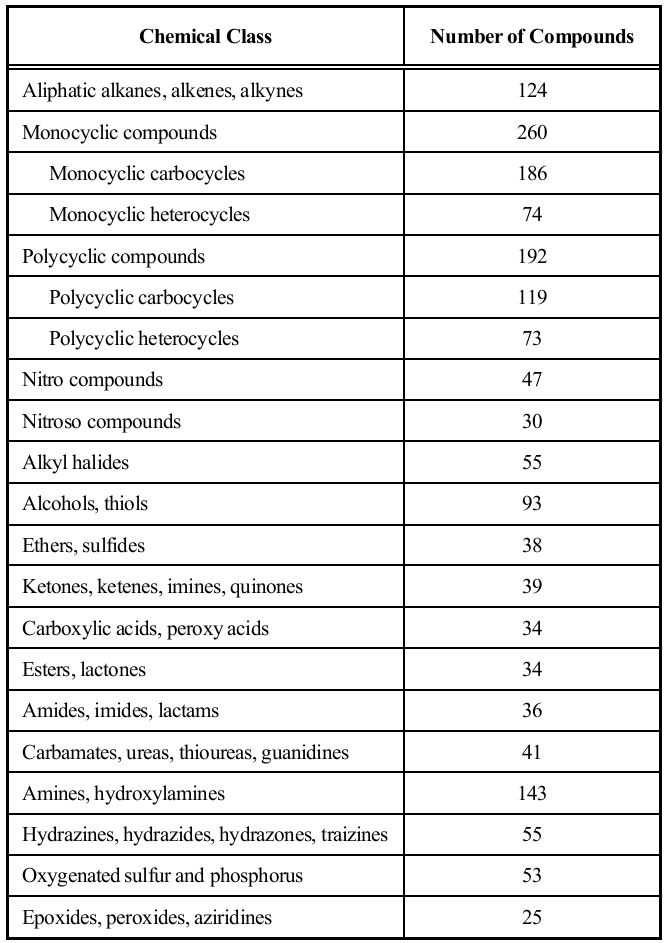 Chemical Class Number of Compounds
Aliphatic alkanes, alkenes, alkynes 124
Monocyclic compounds 260
Monocyclic carbocycles 186
Monocyclic heterocycles 74
Polycyclic compounds 192
Polycyclic carbocycles 119
Polycyclic heterocycles 73
Nitro compounds 47
Nitroso compounds 30
Alkyl halides 55
Alcohols, thiols 93
Ethers, sulfides 38
Ketones, ketenes, imines, quinones 39
Carboxylic acids, peroxy acids 34
Esters, lactones 34
Amides, imides, lactams 36
Carbamates, ureas, thioureas, guanidines 41
Amines, hydroxylamines 143
Hydrazines, hydrazides, hydrazones, traizines 55
Oxygenated sulfur and phosphorus 53
Epoxides, peroxides, aziridines 25